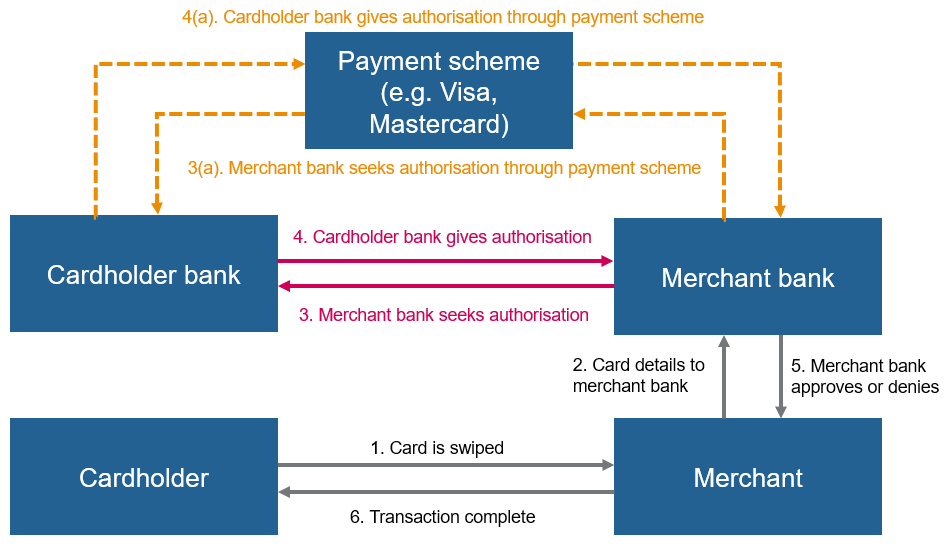 4(a). Cardholder bank gives authorisation through payment scheme
Payment scheme
(e.g. Visa,
Mastercard)
3(a). Merchant bank seeks authorisation through payment scheme
Cardholder bank
4. Cardholder bank gives authorisation
3. Merchant bank seeks authorisation
Merchant bank
2. Card details to
merchant bank
5. Merchant bank
approves or denies
Cardholder
1. Card is swiped
6. Transaction complete
Merchant